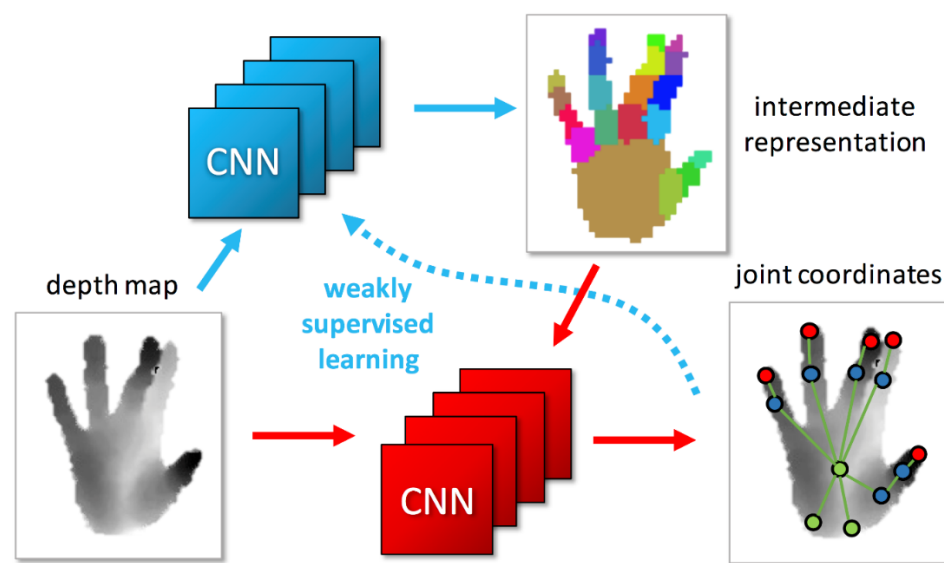 CNN
intermediate
representation
depth map
weakly
supervised
learning
joint coordinates
CNN